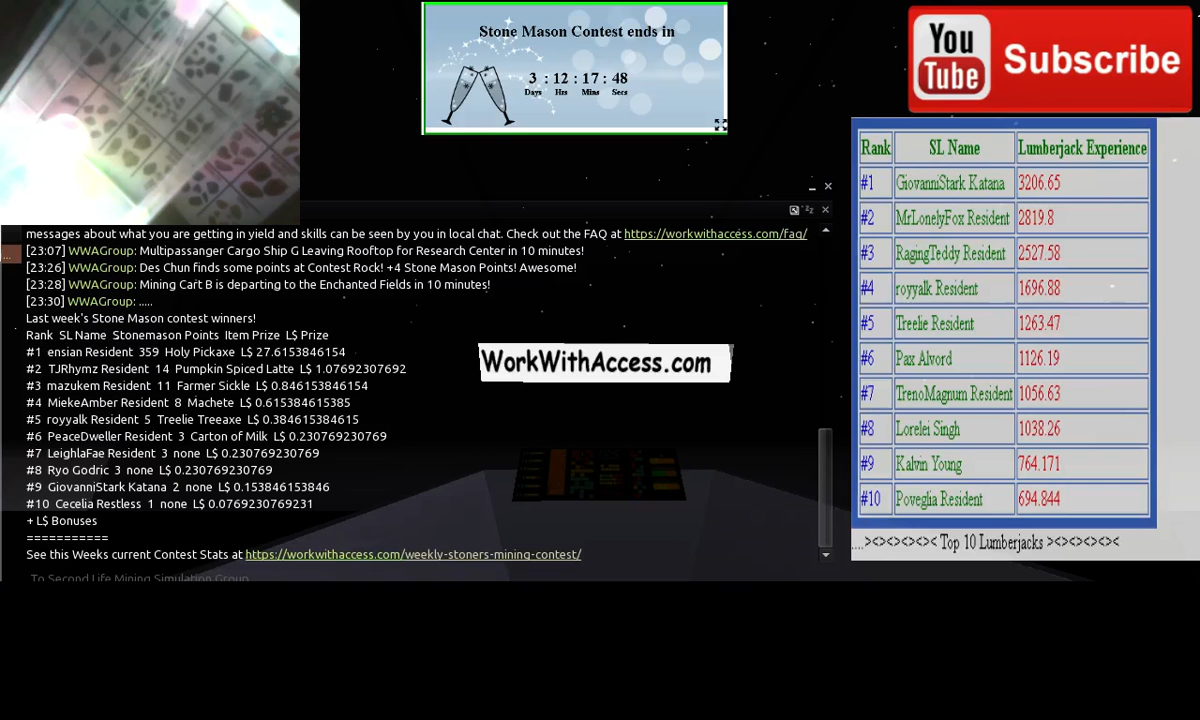 Stone Mason Contest ends in
3 : 12 : 17 : 48
Days Hrs Mins Secs
You
Tube
Subscribe
messages about what you are getting in yield and skills can be seen by you in local chat. Check out the FAQ at https://workwithaccess.com/faq/
[23:07] WWAGroup: Multipassanger Cargo Ship G Leaving Rooftop for Research Center in 10 minutes!
[23:26] WWAGroup: Des Chun finds some points at Contest Rock! +4 Stone Mason Points! Awesome!
[23:28] WWAGroup: Mining Cart B is departing to the Enchanted Fields in 10 minutes!
[23:30] WWAGroup: .....
Last week's Stone Mason contest winners!
Rank SL Name Stonemason Points Item Prize L$ Prize
#1 ensian Resident 359 Holy Pickaxe L$ 27.6153846154
#2 TJRhymz Resident 14 Pumpkin Spiced Latte L$ 1.07692307692
#3 mazukem Resident 11 Farmer Sickle L$ 0.846153846154
#4 MiekeAmber Resident 8 Machete L$ 0.615384615385
#5 royyalk Resident 5 Treelie Treeaxe L$ 0.384615384615
#6 PeaceDweller Resident 3 Carton of Milk L$ 0.230769230769
#7 LeighlaFae Resident 3 none L$ 0.230769230769
#8 Ryo Godric 3 none L$ 0.230769230769
#9 GiovanniStark Katana 2 none L$ 0.153846153846
#10 Cecelia Restless 1 none L$ 0.0769230769231
+ L$ Bonuses
===========
See this Weeks current Contest Stats at https://workwithaccess.com/weekly-stoners-mining-contest/
To Second Life Mining Simulation Group
WorkWithAccess.com
Rank SL Name Lumberjack Experience
#1 GiovanniStark Katana 3206.65
#2 MrLonelyFox Resident 2819.8
#3 RagingTeddy Resident 2527.58
#4 royyalk Resident 1696.88
#5 Treelie Resident 1263.47
#6 Pax Alvord 1126.19
#7 TrenoMagnum Resident 1056.63
#8 Lorelei Singh 1038.26
#9 Kalvin Young 764.171
#10 Poveglia Resident 694.844
....><><><><>< Top 10 Lumberjacks ><><><><><